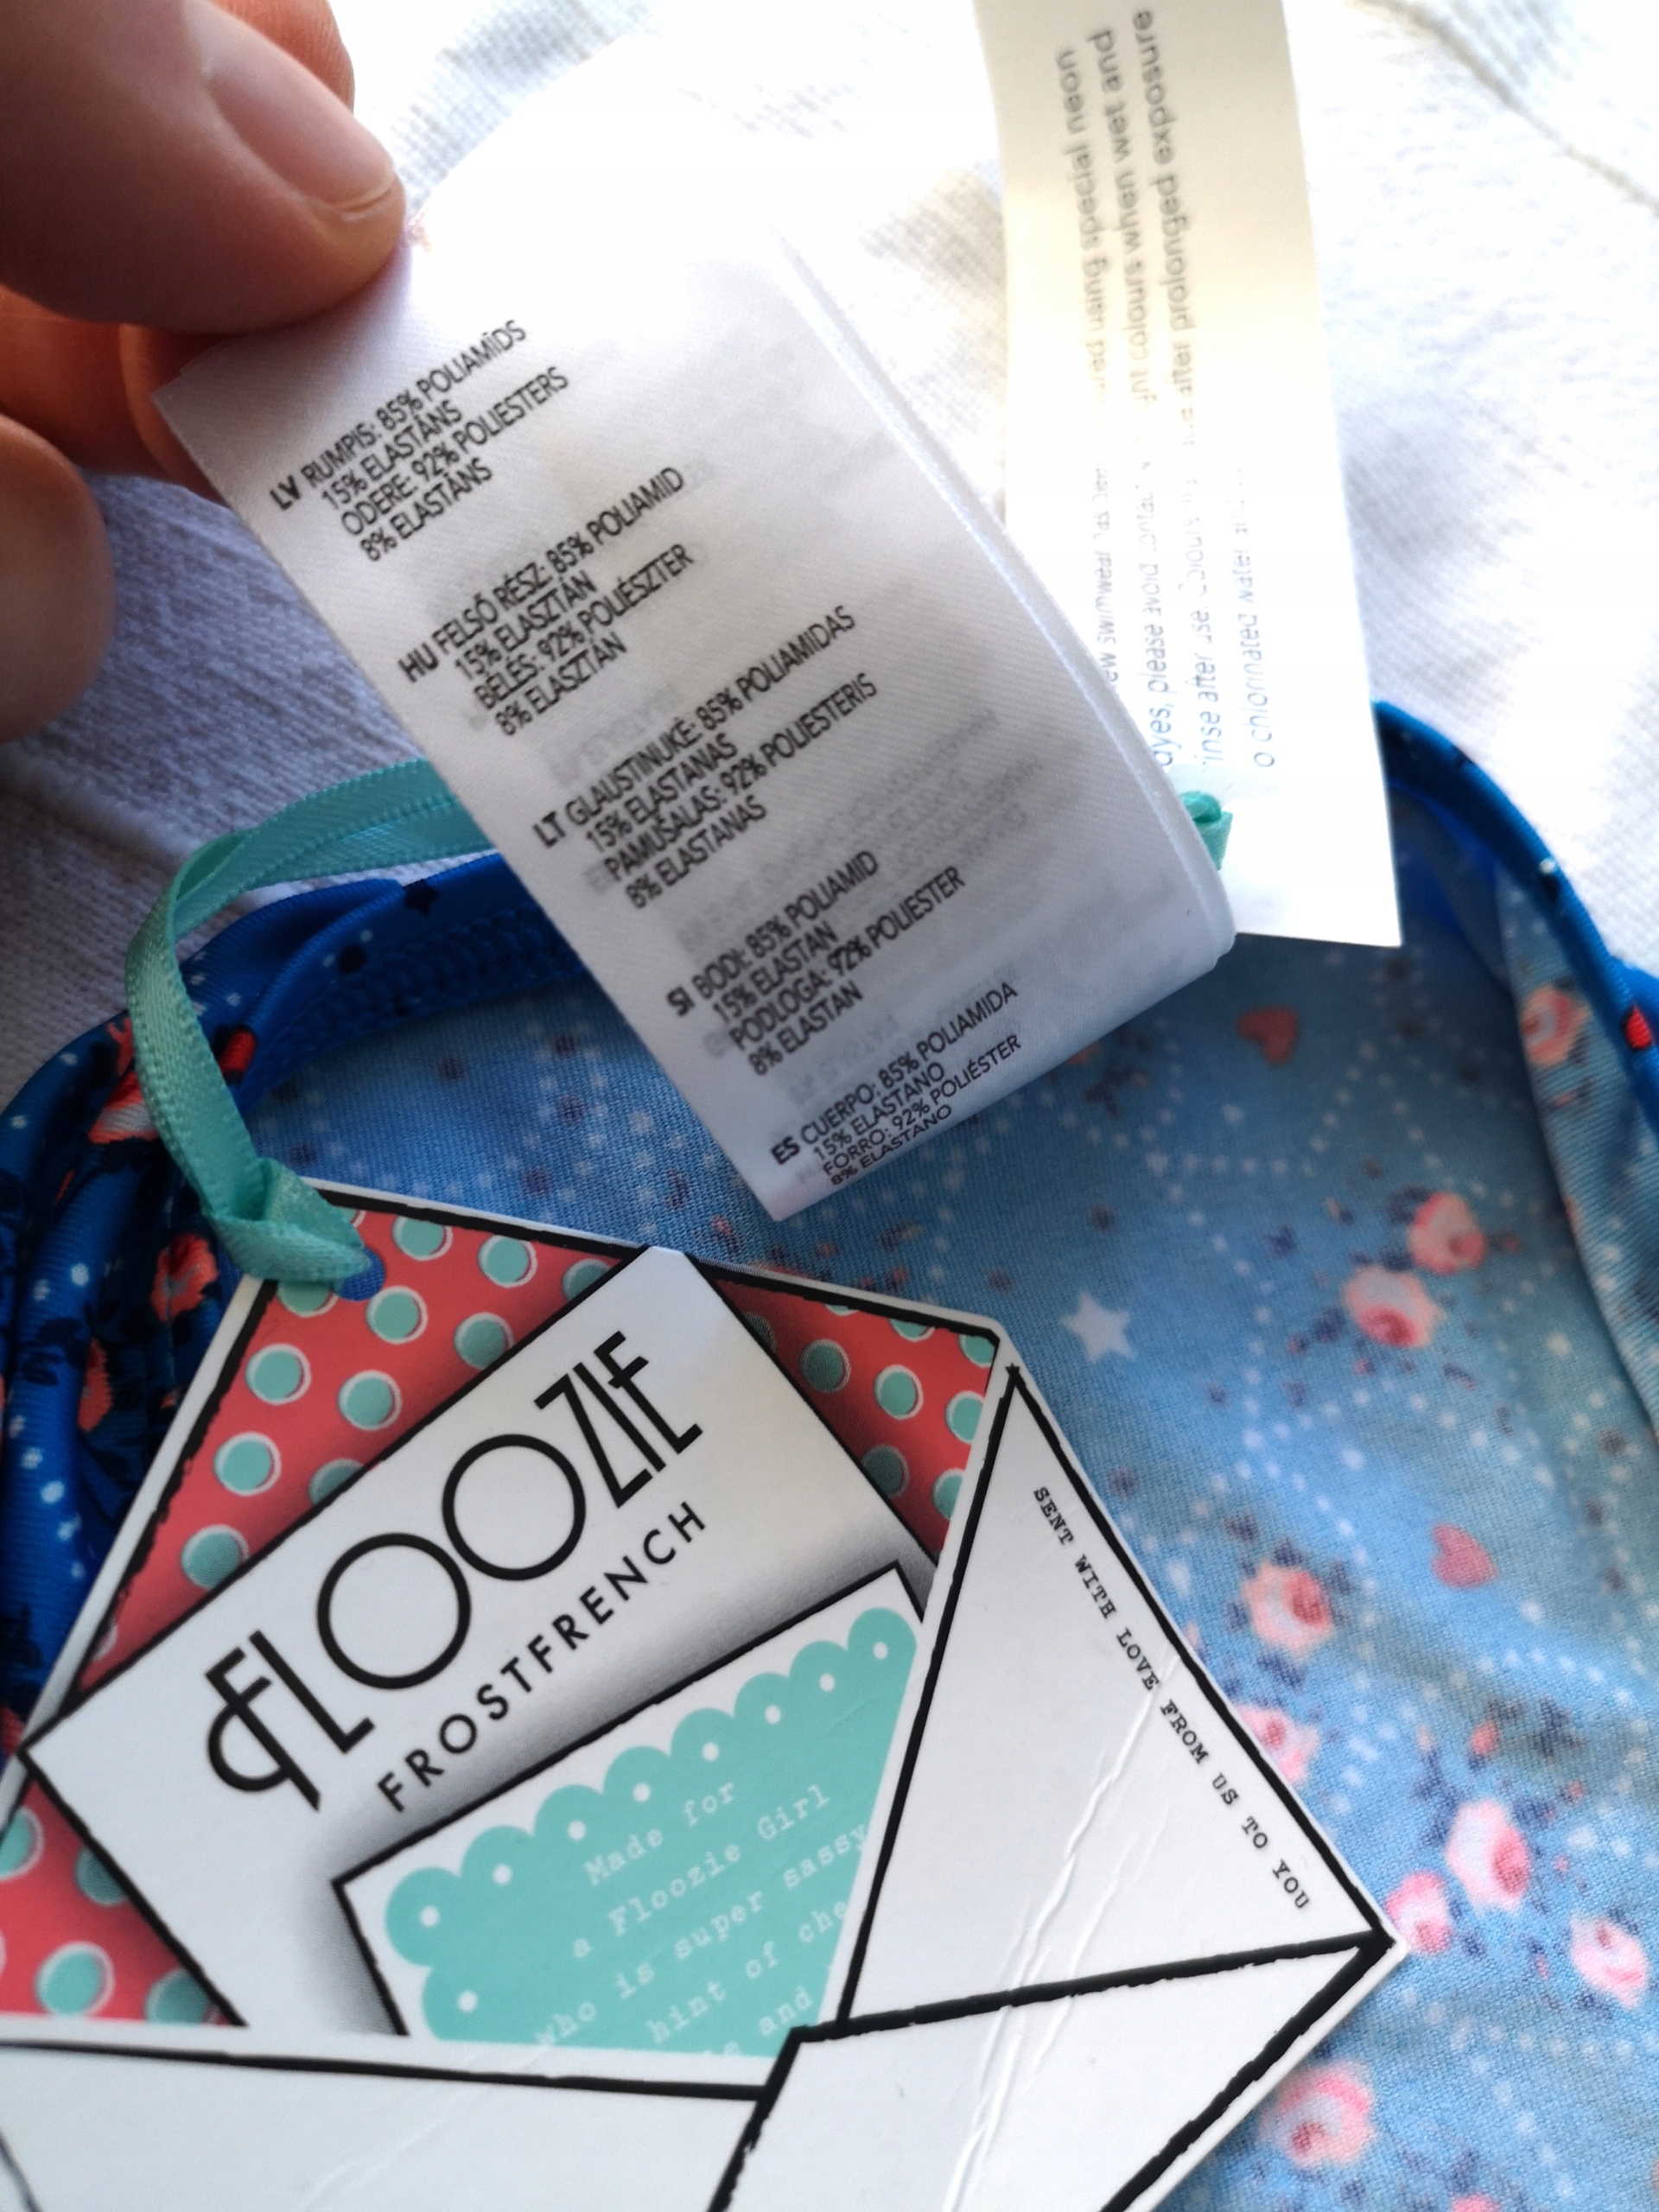 LV RUMPIS: 85% POLIAMĪDS
15% ELASTĀNS
ODERE: 92% POLIESTERS
8% ELASTĀNS
HU FELSŐ RÉSZ: 85% POLIAMID
15% ELASZTÁN
BÉLÉS: 92% POLIÉSZTER
8% ELASZTÁN
LT GLAUSTINUKĖ: 85% POLIAMIDAS
15% ELASTANAS
PAMUŠALAS: 92% POLIESTERIS
8% ELASTANAS
SI BODI: 85% POLIAMID
15% ELASTAN
PODLOGA: 92% POLIESTER
8% ELASTAN
ES CUERPO: 85% POLIAMIDA
15% ELASTANO
FORRO: 92% POLIÉSTER
8% ELASTANO
swimwear has using special neon
dyes, please avoid colours when wet and
after use. after prolonged exposure
o chlorinated water
FLOOZIE
FROSTFRENCH
Made for
a Floozie Girl
who is super sassy
hint of
and
SENT WITH LOVE FROM US TO YOU